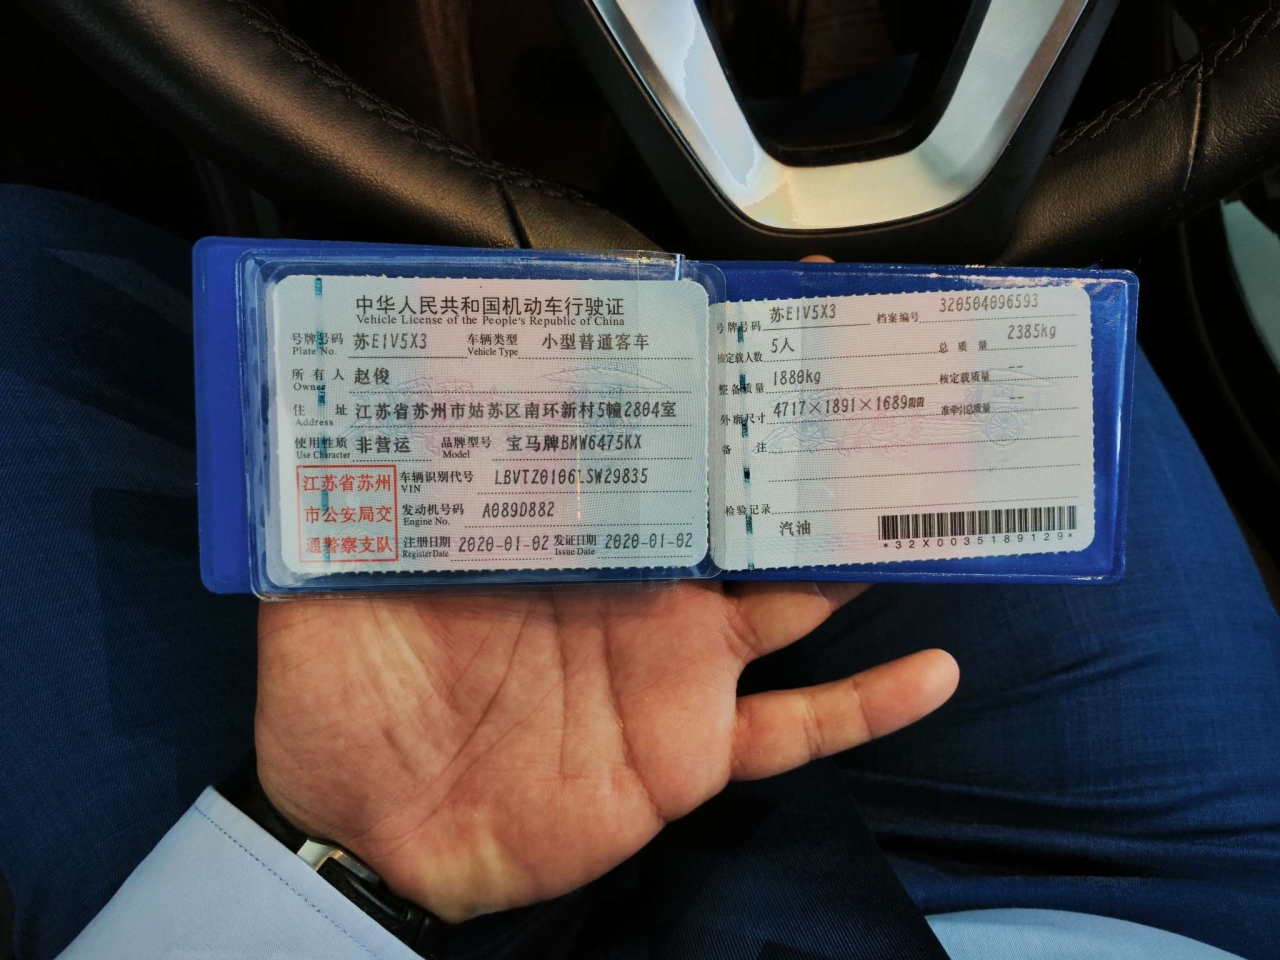 中华人民共和国机动车行驶证
Vehicle License of the People's Republic of China
号牌号码 苏E1V5X3 车辆类型 小型普通客车
Plate No. Vehicle Type
所有人 赵俊
Owner
住址 江苏省苏州市姑苏区南环新村5幢2804室
Address
使用性质 非营运 品牌型号 宝马牌BMW6475KX
Use Character Model
江苏省苏州
市公安局交
通警察支队
车辆识别代号 LBVTZ0106LSW29835
VIN
发动机号码 A089D882
Engine No.
注册日期 2020-01-02 发证日期 2020-01-02
Register Date Issue Date
号牌号码 苏E1V5X3 档案编号 320504096593
核定载人数 5人 总质量 2385kg
整备质量 1880kg 核定载质量 --
外廓尺寸 4717×1891×1689mm 准牵引总质量 --
备注
检验记录
汽油
*32X0035189129*